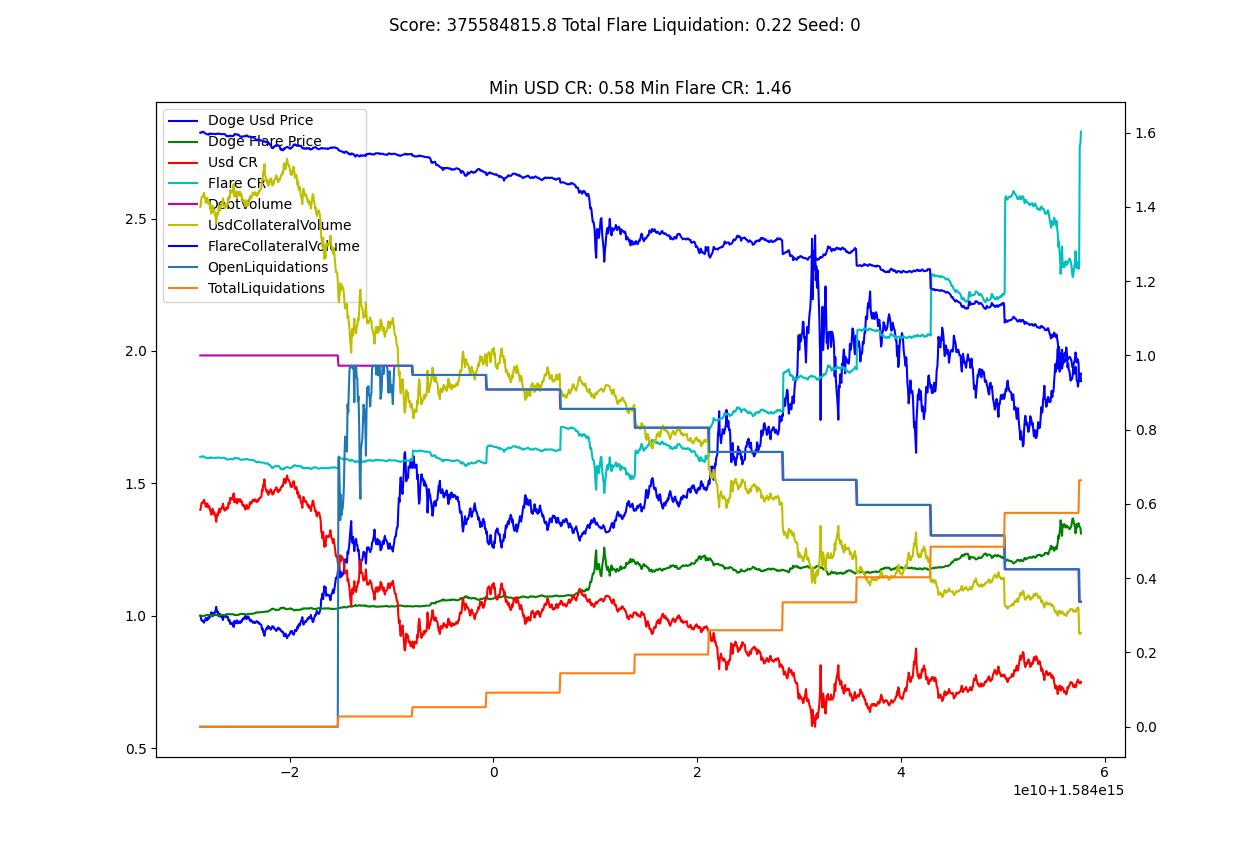 Score: 375584815.8 Total Flare Liquidation: 0.22 Seed: 0
Min USD CR: 0.58 Min Flare CR: 1.46
Doge Usd Price
Doge Flare Price
Usd CR
Flare CR
DebtVolume
UsdCollateralVolume
FlareCollateralVolume
OpenLiquidations
TotalLiquidations
2.5
2.0
1.5
1.0
0.5
1.6
1.4
1.2
1.0
0.8
0.6
0.4
0.2
0.0
−2 0 2 4 6
1e10+1.584e15